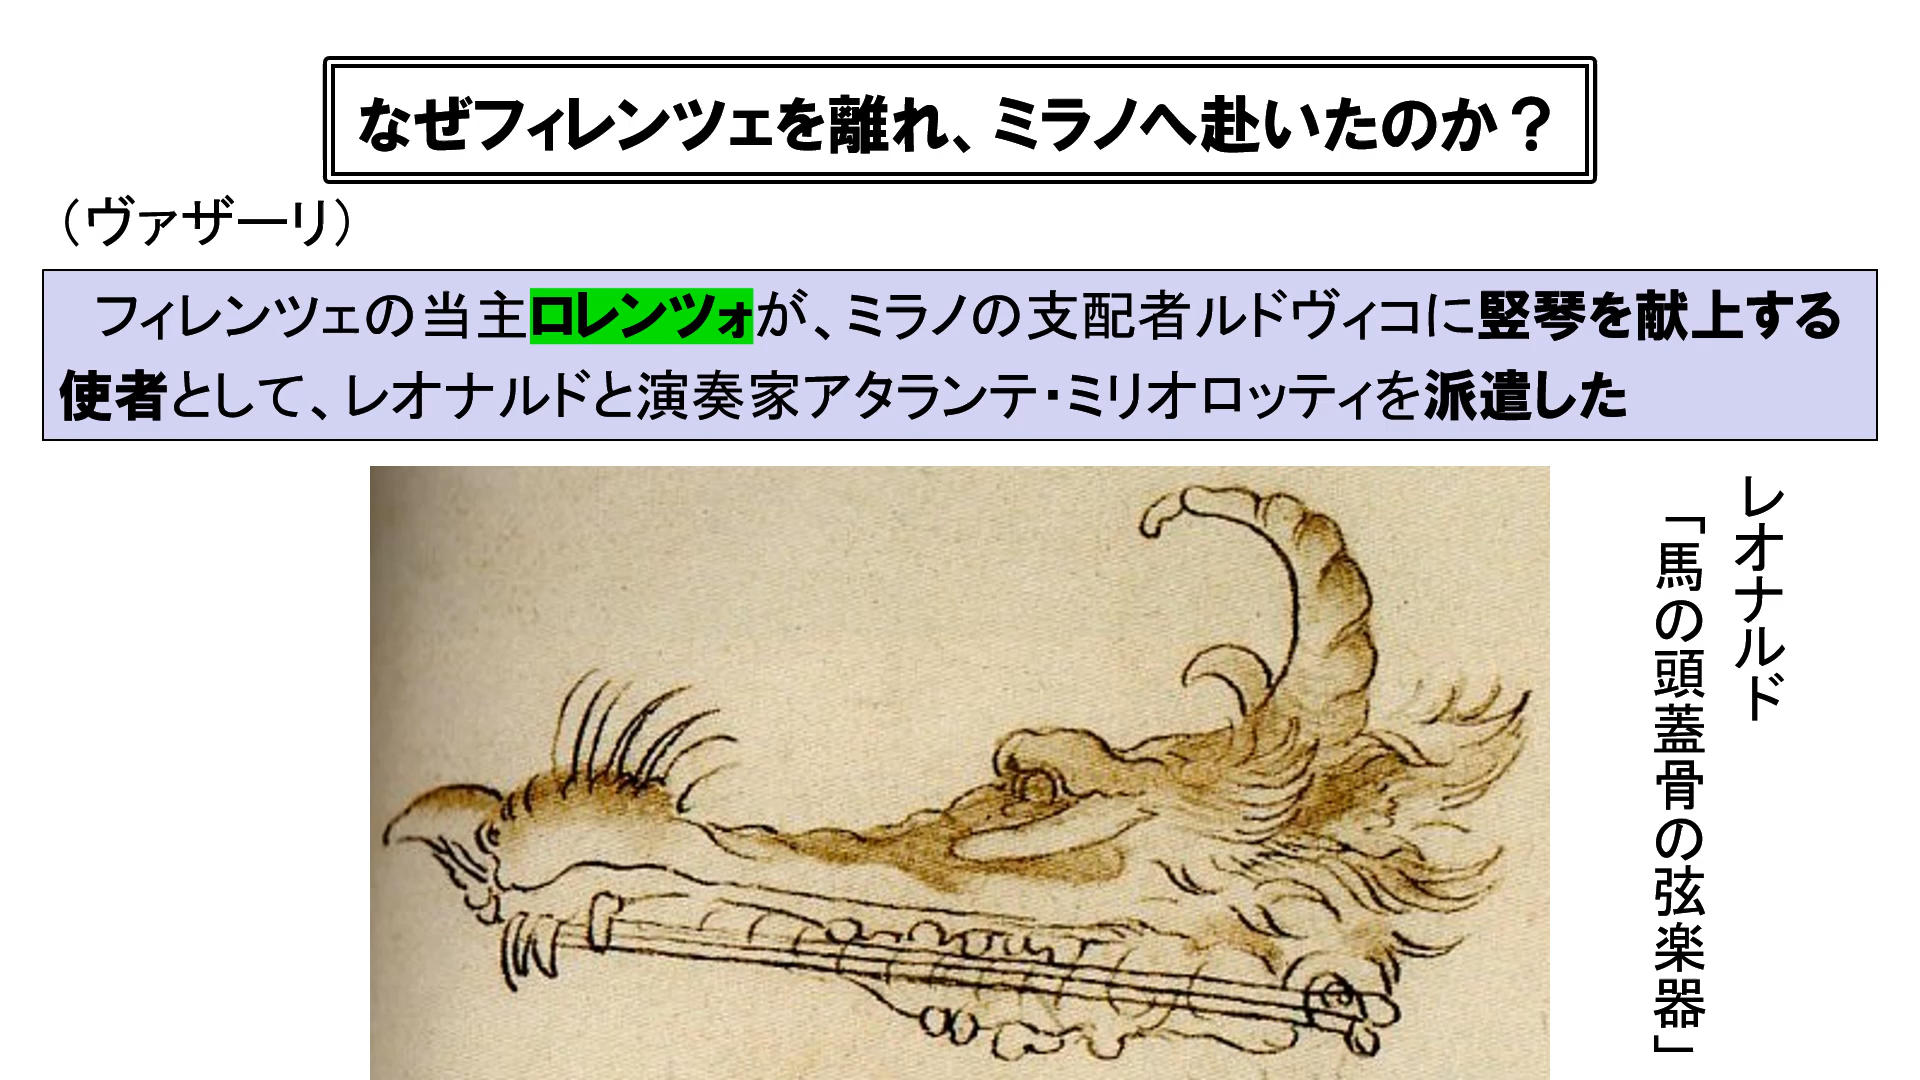 なぜフィレンツェを離れ、ミラノへ赴いたのか？
（ヴァザーリ）
フィレンツェの当主ロレンツォが、ミラノの支配者ルドヴィコに竪琴を献上する
使者として、レオナルドと演奏家アタランテ・ミリオロッティを派遣した
レオナルド
「馬の頭蓋骨の弦楽器」